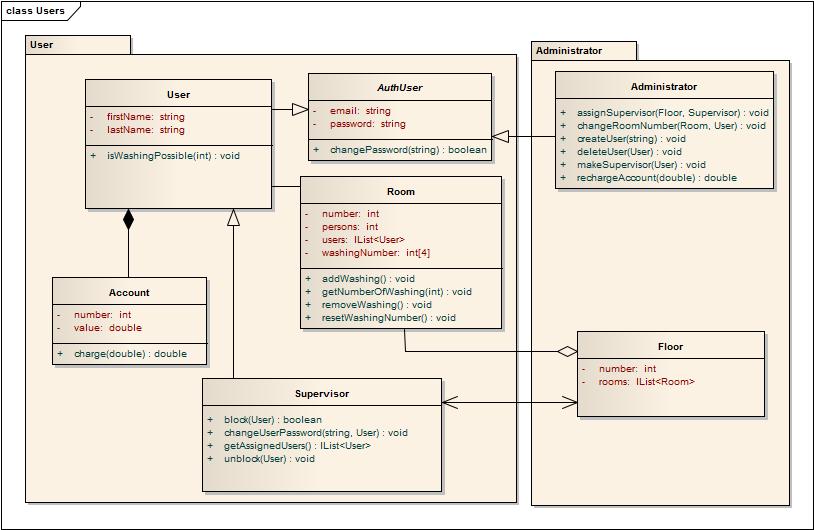 class Users
User
User
- firstName: string
- lastName: string
+ isWashingPossible(int) : void
AuthUser
- email: string
- password: string
+ changePassword(string) : boolean
Room
- number: int
- persons: int
- users: IList<User>
- washingNumber: int[4]
+ addWashing() : void
+ getNumberOfWashing(int) : void
+ removeWashing() : void
+ resetWashingNumber() : void
Account
- number: int
- value: double
+ charge(double) : double
Supervisor
+ block(User) : boolean
+ changeUserPassword(string, User) : void
+ getAssignedUsers() : IList<User>
+ unblock(User) : void
Administrator
Administrator
+ assignSupervisor(Floor, Supervisor) : void
+ changeRoomNumber(Room, User) : void
+ createUser(string) : void
+ deleteUser(User) : void
+ makeSupervisor(User) : void
+ rechargeAccount(double) : double
Floor
- number: int
- rooms: IList<Room>